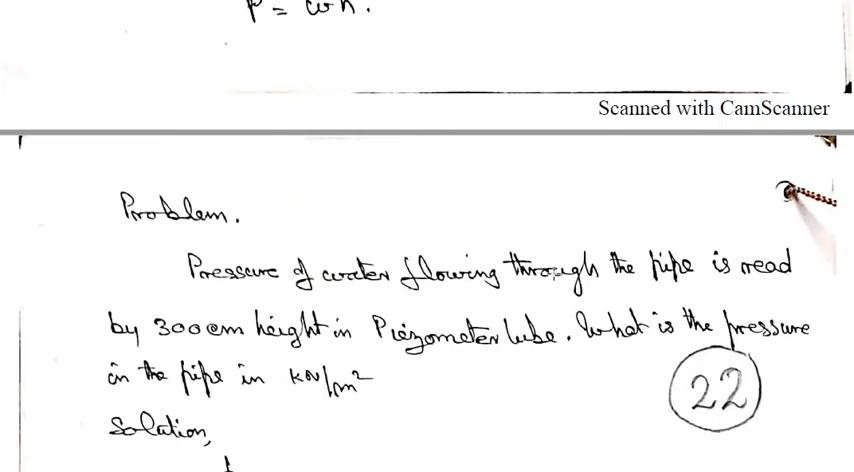 P = wh.
Scanned with CamScanner
Problem.
Pressure of water flowing through the pipe is read
by 300cm height in Piezometer tube. What is the pressure
in the pipe in KN/m²
22
Solution,